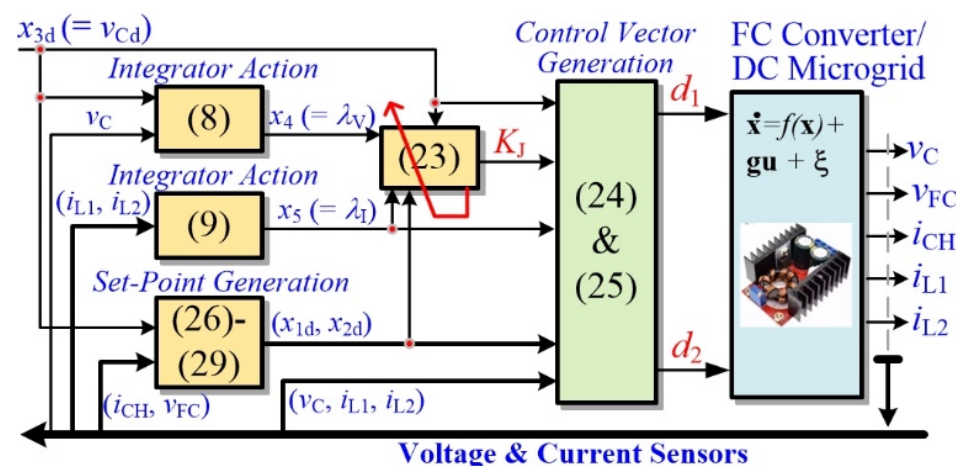 x3d (= vCd)
Integrator Action
vC
(8)
x4 (= λV)
(23)
KJ
Integrator Action
(iL1, iL2)
(9)
x5 (= λI)
Set-Point Generation
(26)-
(29)
(x1d, x2d)
(iCH, vFC)
(vC, iL1, iL2)
Control Vector
Generation
(24)
&
(25)
d1
d2
FC Converter/
DC Microgrid
ẋ=f(x)+
gu + ξ
vC
vFC
iCH
iL1
iL2
Voltage & Current Sensors